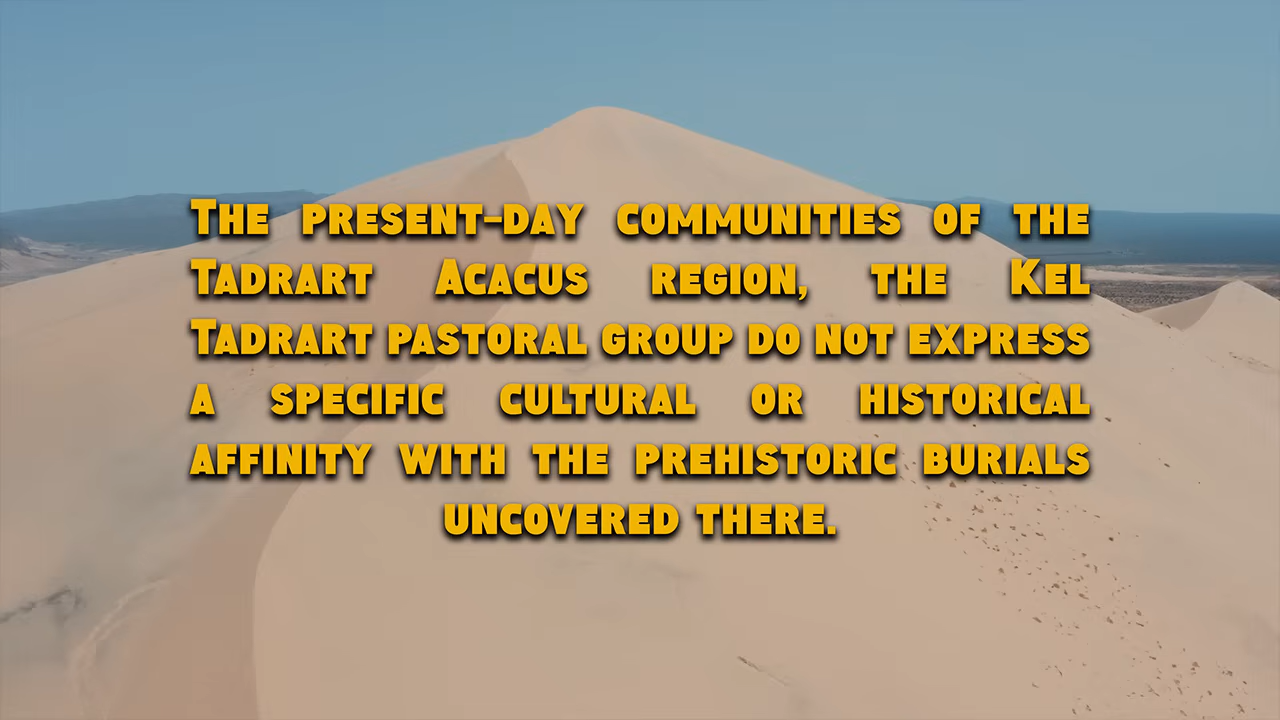 The present-day communities of the
Tadrart Acacus region, the Kel
Tadrart pastoral group do not express
a specific cultural or historical
affinity with the prehistoric burials
uncovered there.